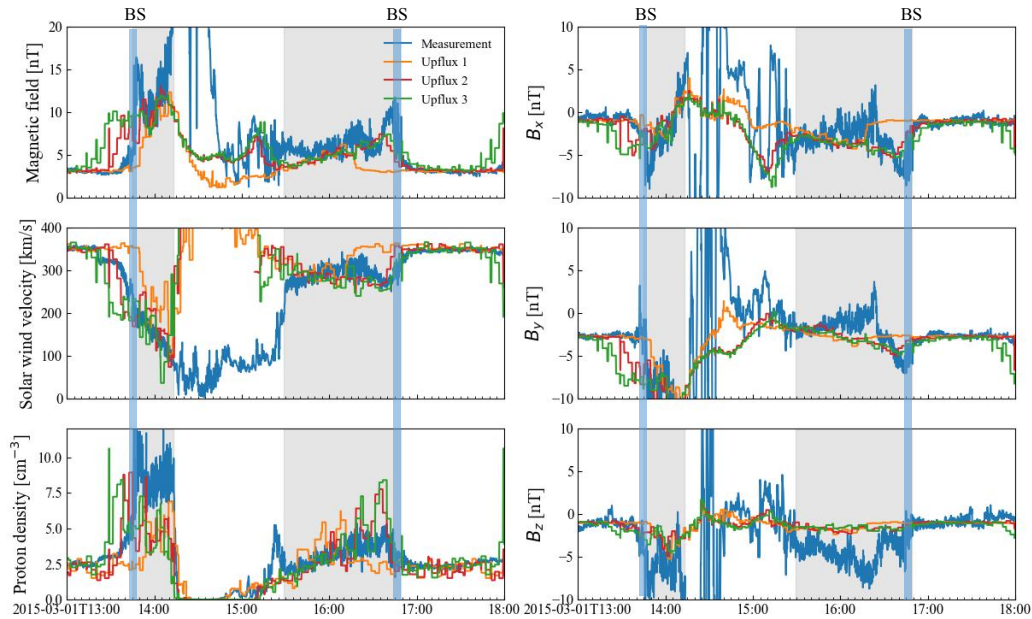 BS BS BS BS
20
15
10
5
0
Magnetic field [nT]
Measurement
Upflux 1
Upflux 2
Upflux 3
10
5
0
−5
−10
Bx [nT]
400
300
200
100
0
Solar wind velocity [km/s]
10
5
0
−5
−10
By [nT]
10.0
7.5
5.0
2.5
0.0
Proton density [cm−3]
2015-03-01T13:00 14:00 15:00 16:00 17:00 18:00
10
5
0
−5
−10
Bz [nT]
2015-03-01T13:00 14:00 15:00 16:00 17:00 18:00